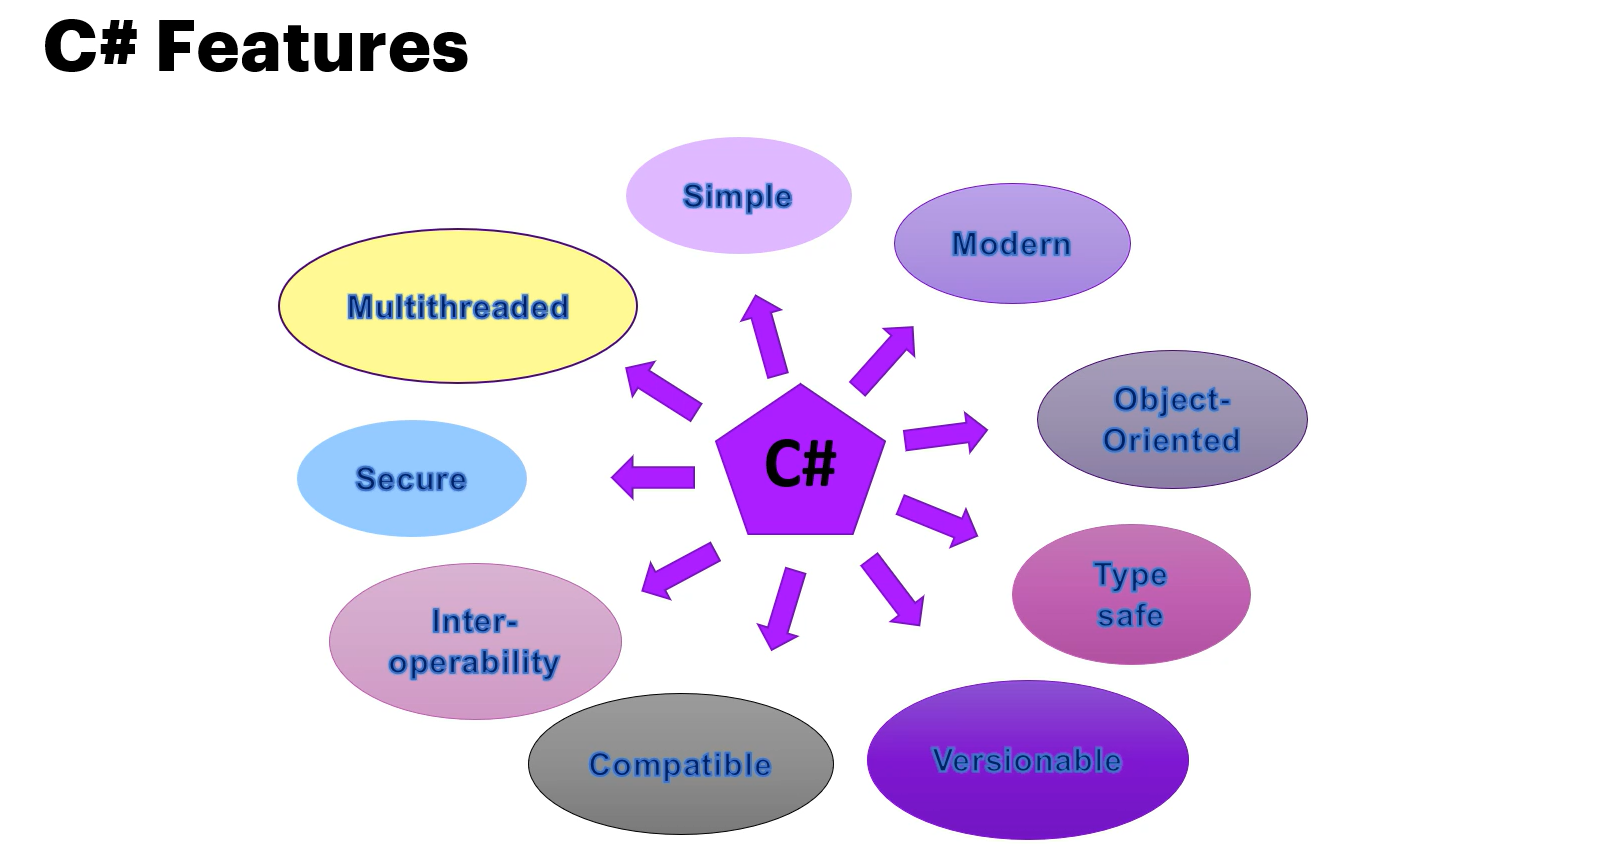 C# Features
Simple
Modern
Multithreaded
Object-
Oriented
C#
Secure
Type
safe
Inter-
operability
Compatible
Versionable